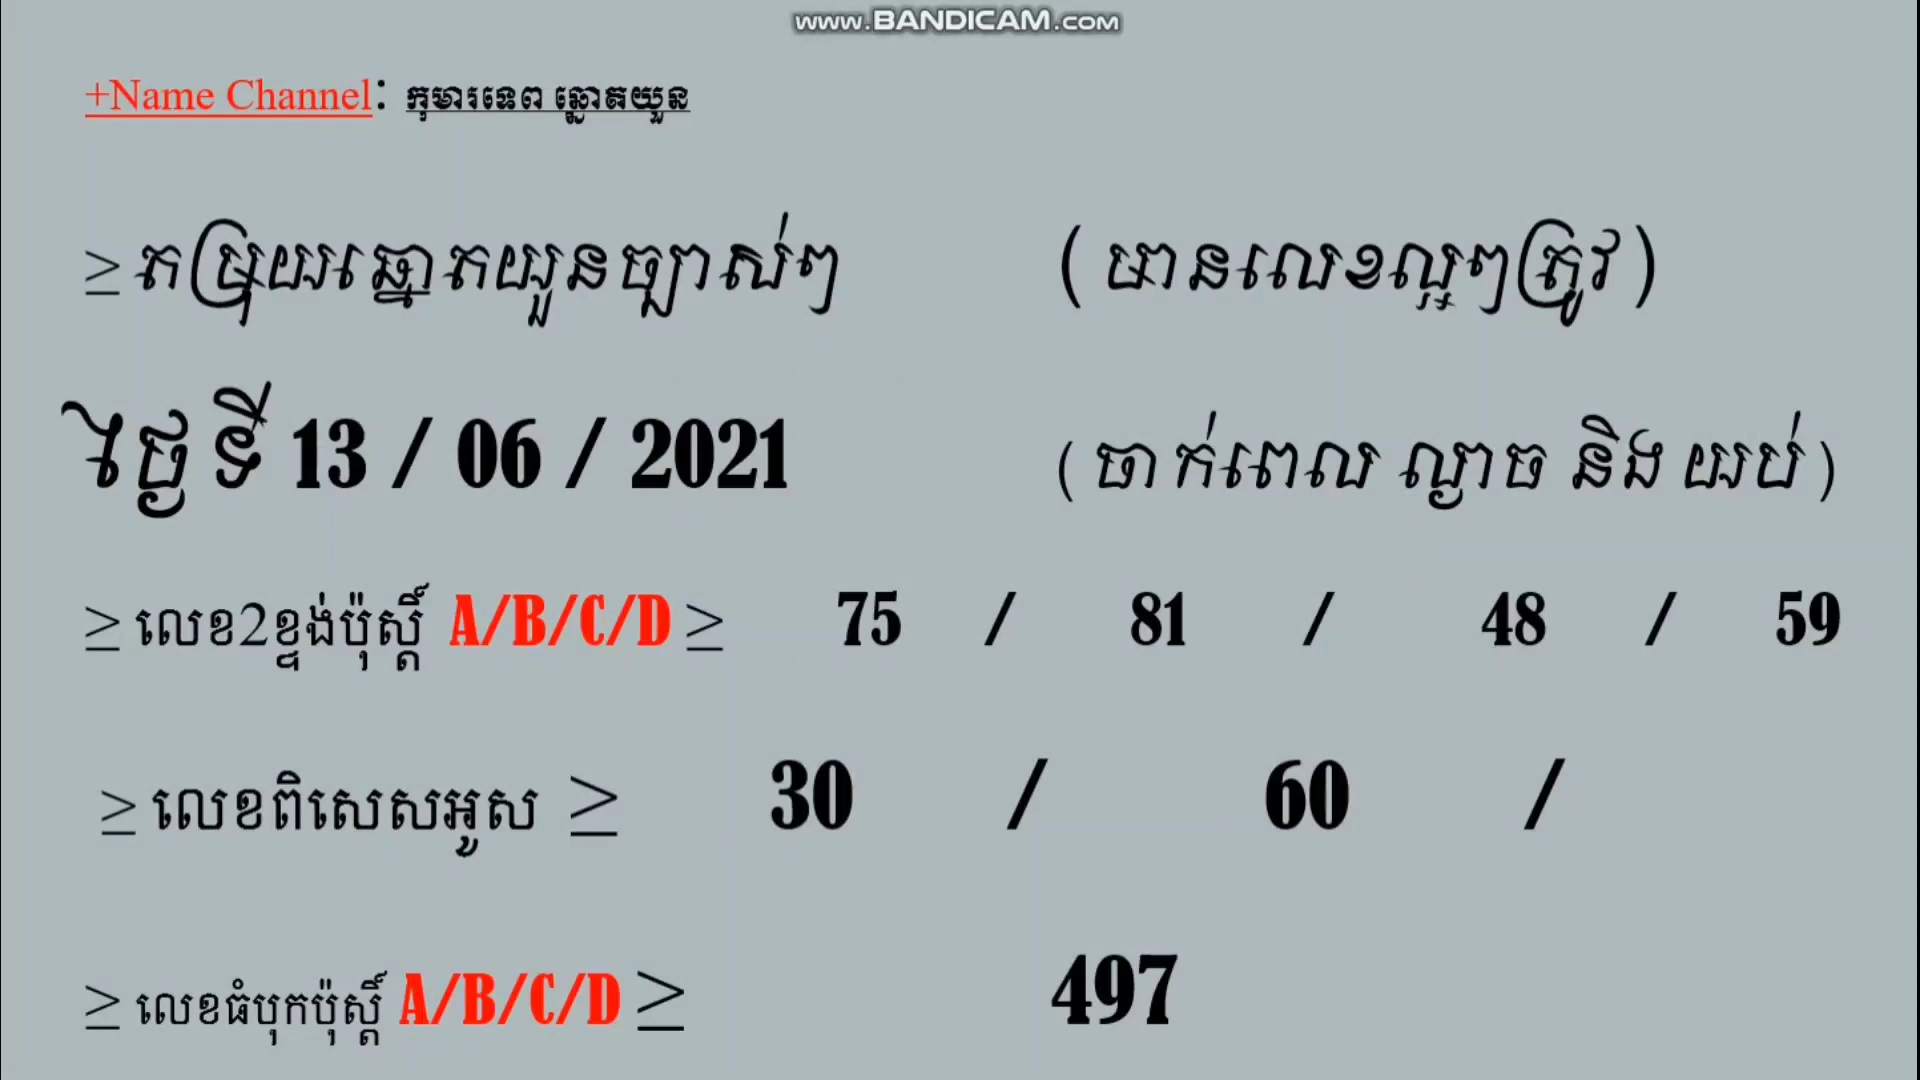 www.BANDICAM.com
+Name Channel: កុមារទេព ឆ្នោតយួន
≥ តម្រុយឆ្នោតយួនច្បាស់ៗ (មានលេខល្អៗត្រូវ)
ថ្ងៃទី 13 / 06 / 2021 (ចាក់ពេល ល្ងាច និង យប់)
≥ លេខ2ខ្ទង់ប៉ុស្តិ៍ A/B/C/D ≥ 75 / 81 / 48 / 59
≥ លេខពិសេសអូស ≥ 30 / 60 /
≥ លេខធំបុកប៉ុស្តិ៍ A/B/C/D ≥ 497